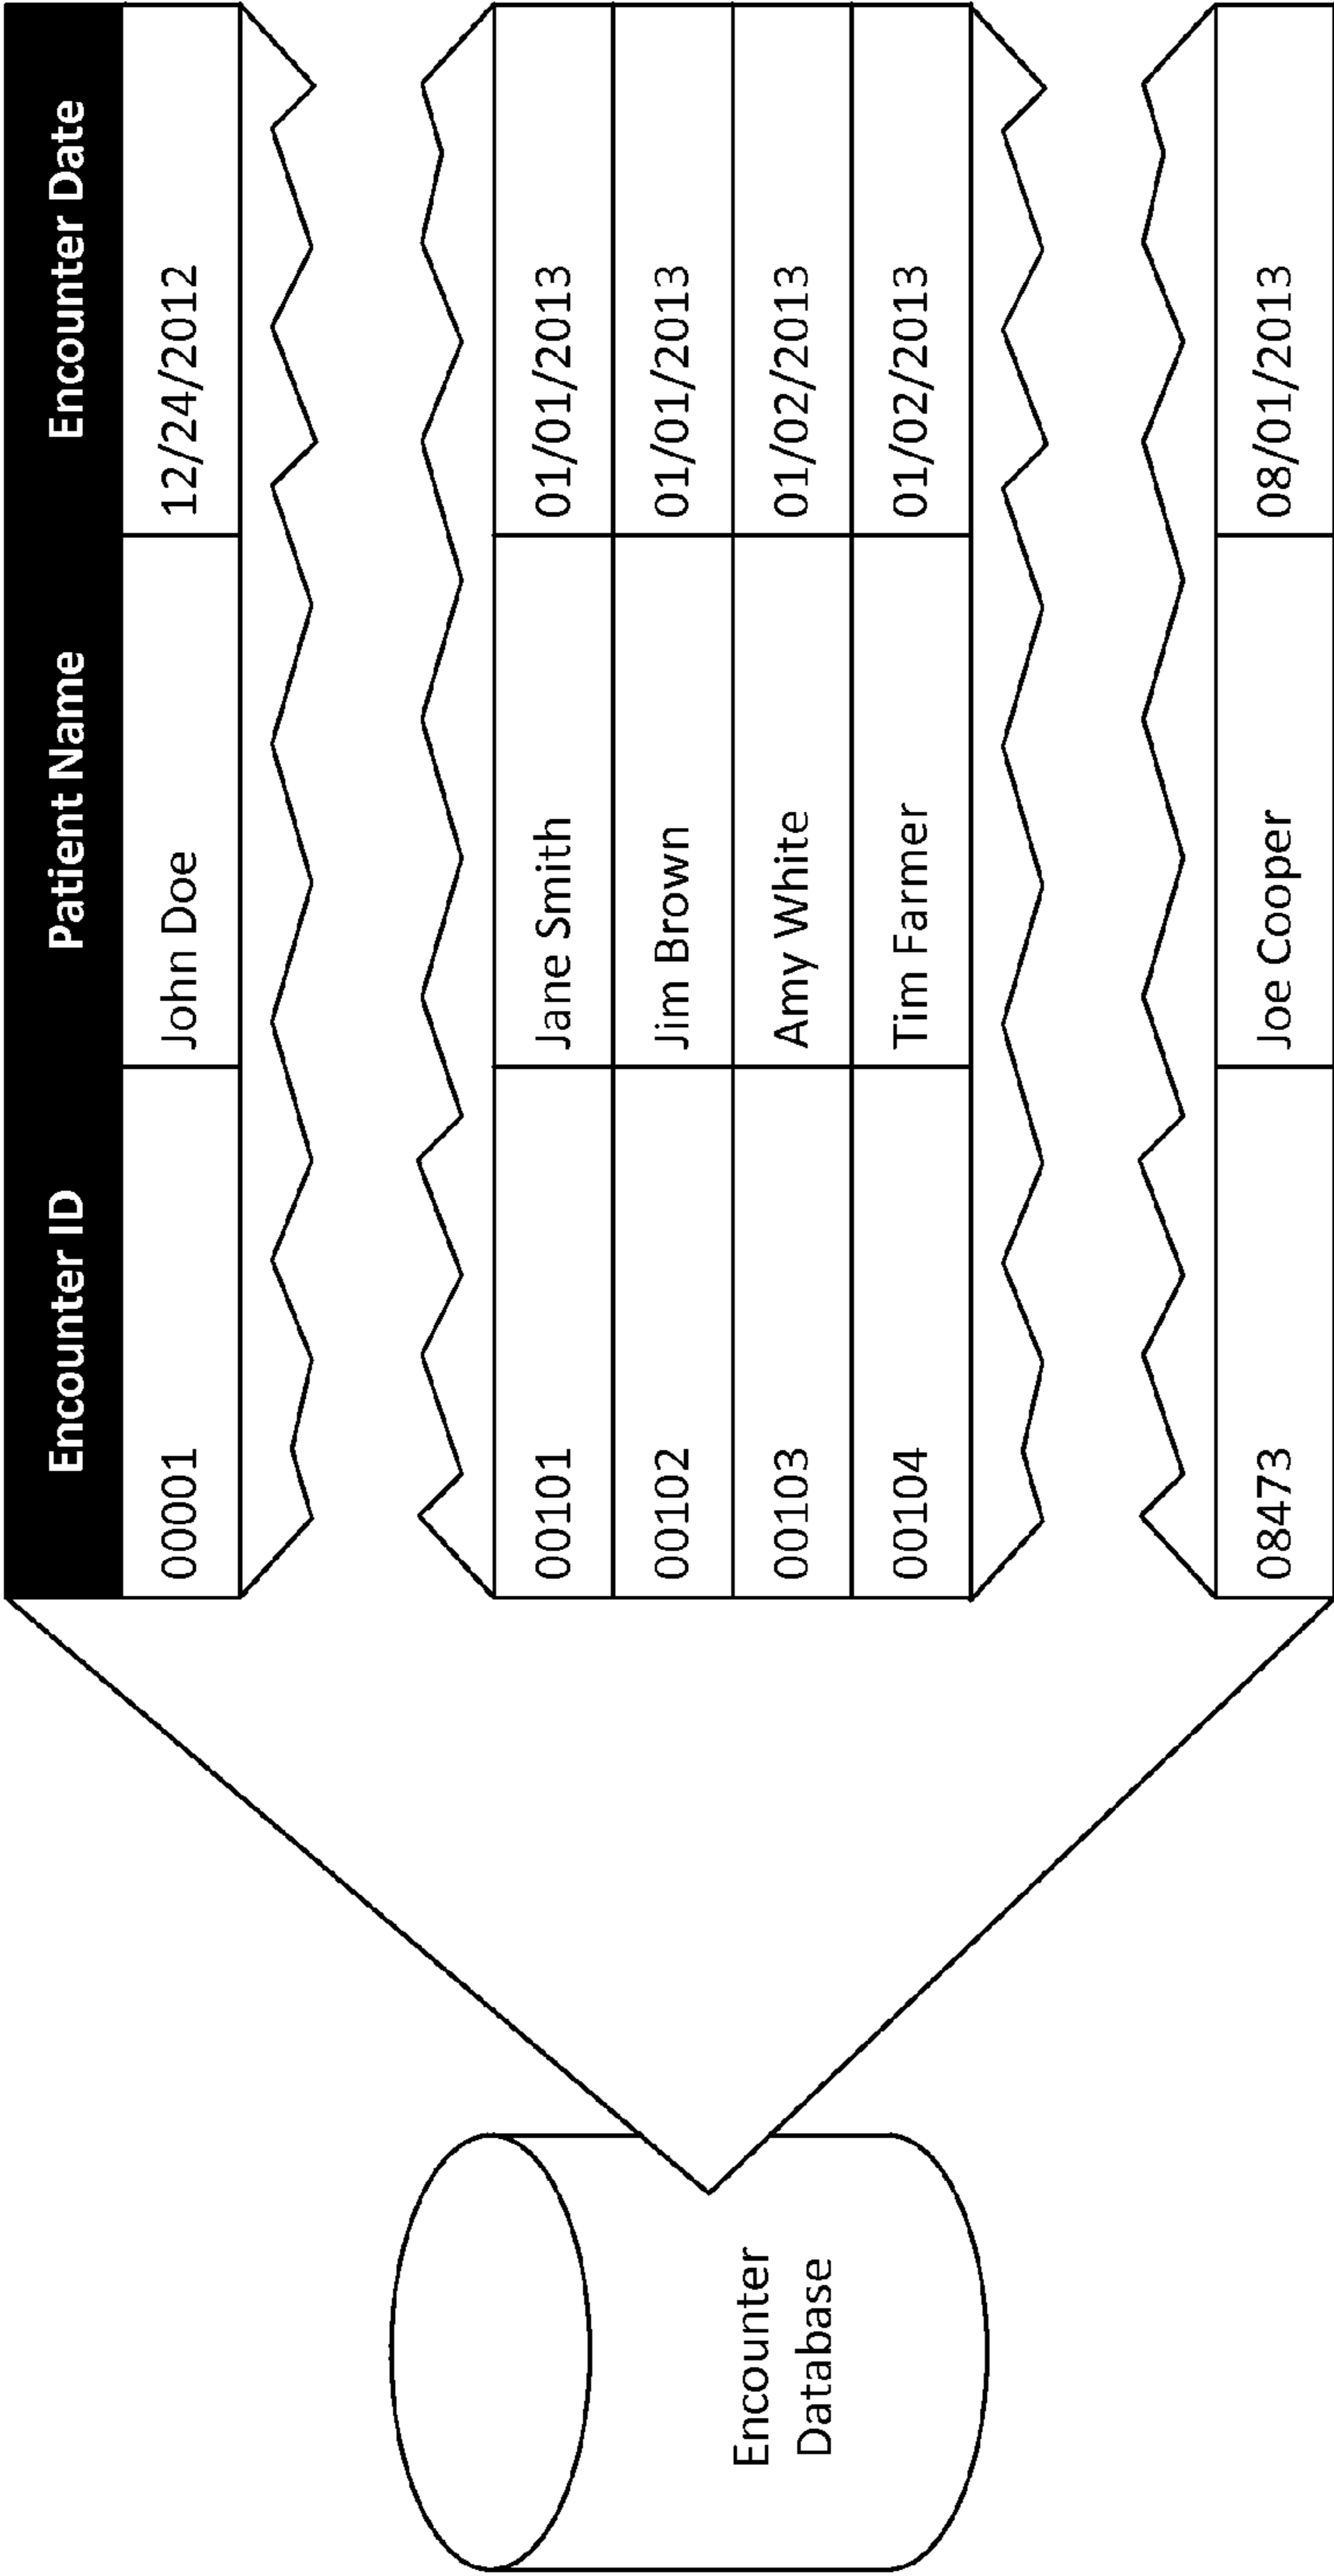 Encounter ID Patient Name Encounter Date
00001 John Doe 12/24/2012
00101 Jane Smith 01/01/2013
00102 Jim Brown 01/01/2013
00103 Amy White 01/02/2013
00104 Tim Farmer 01/02/2013
08473 Joe Cooper 08/01/2013
Encounter
Database